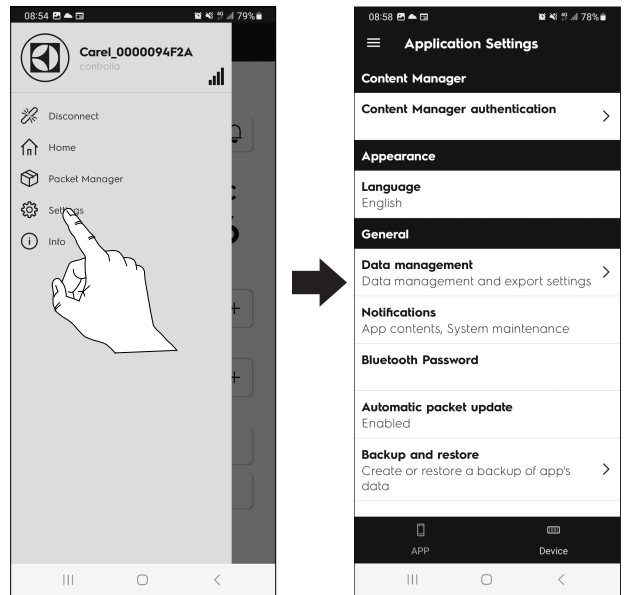 08:54
79%
Carel_0000094F2A
controlla
Disconnect
Home
Packet Manager
Settings
Info
08:58
78%
Application Settings
Content Manager
Content Manager authentication
Appearance
Language
English
General
Data management
Data management and export settings
Notifications
App contents, System maintenance
Bluetooth Password
Automatic packet update
Enabled
Backup and restore
Create or restore a backup of app's
data
APP
Device